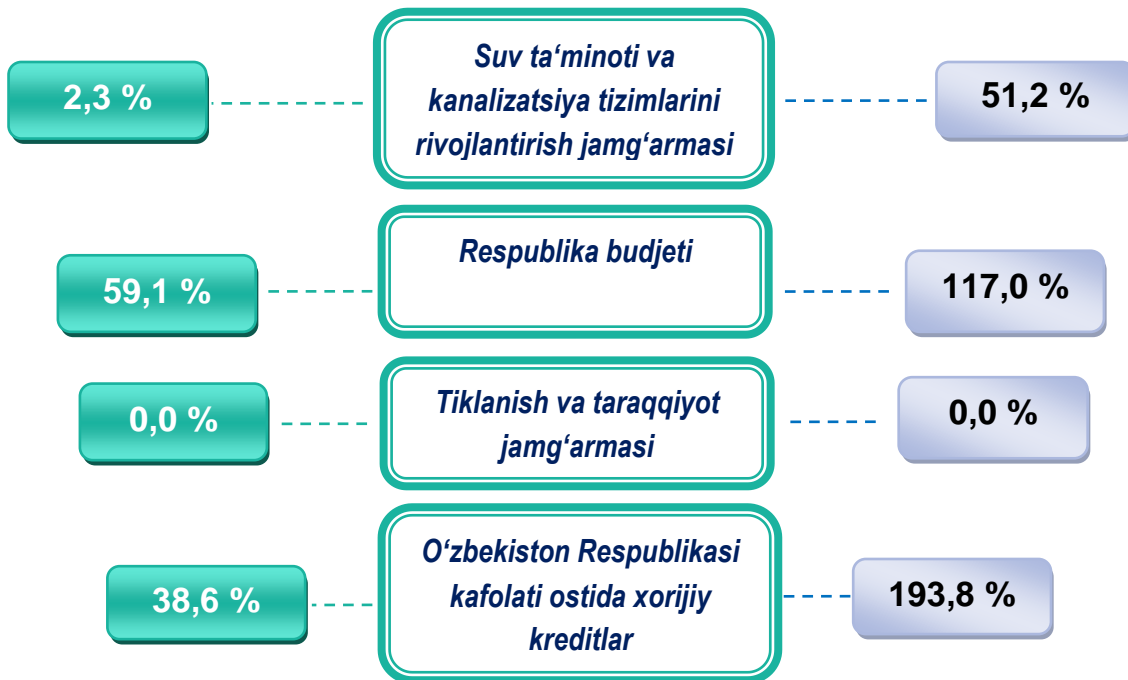 2,3 %
Suv ta‘minoti va
kanalizatsiya tizimlarini
rivojlantirish jamg‘armasi
51,2 %
59,1 %
Respublika budjeti
117,0 %
0,0 %
Tiklanish va taraqqiyot
jamg‘armasi
0,0 %
38,6 %
O‘zbekiston Respublikasi
kafolati ostida xorijiy
kreditlar
193,8 %